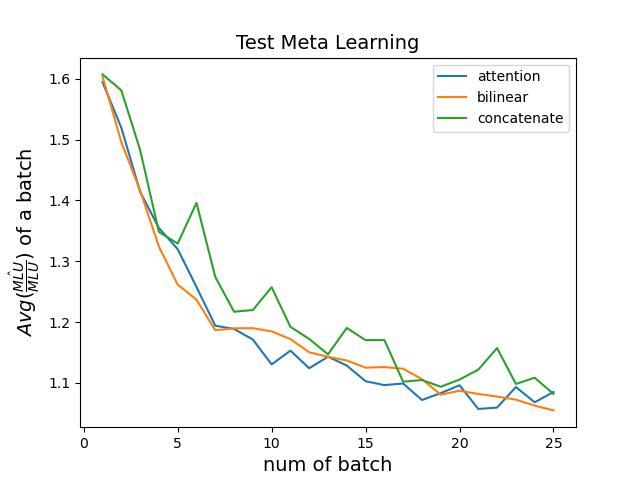 Test Meta Learning
attention
bilinear
concatenate
1.6
1.5
1.4
1.3
1.2
1.1
Avg(MLU/ML̂U) of a batch
0 5 10 15 20 25
num of batch